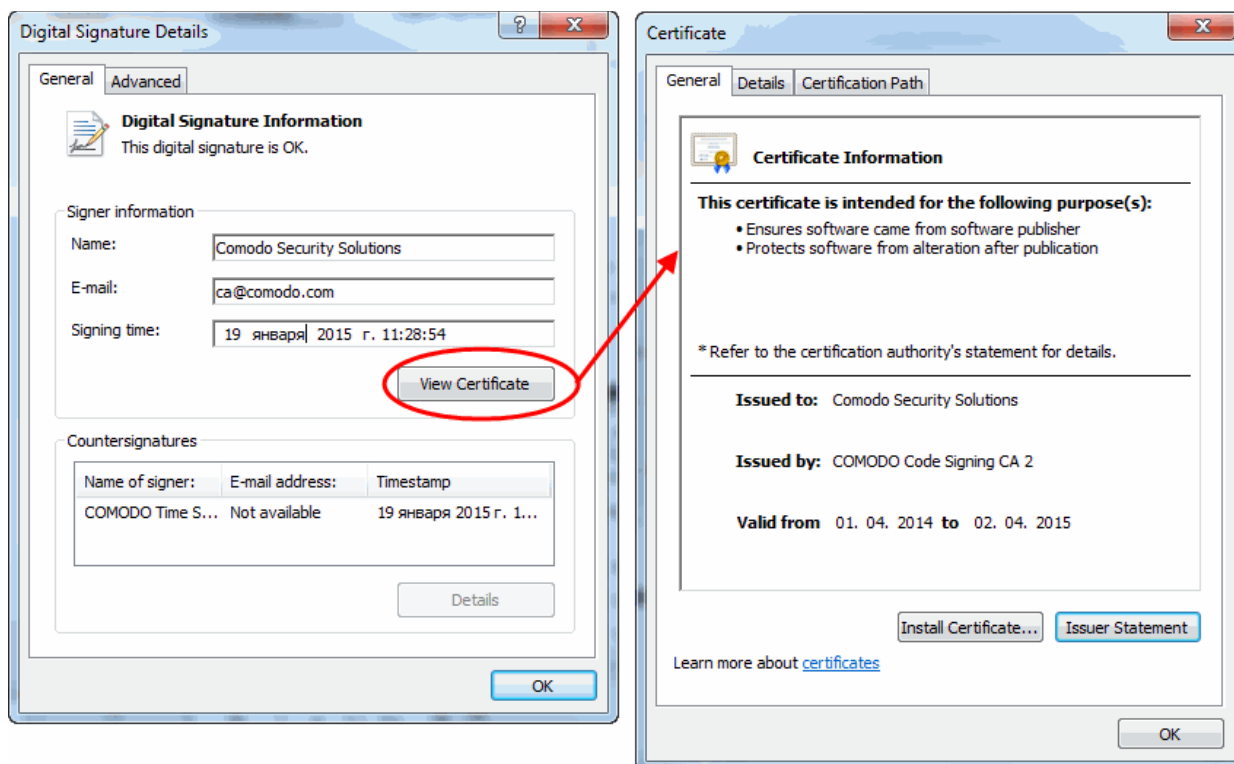 Digital Signature Details
?
X
General
Advanced
Digital Signature Information
This digital signature is OK.
Signer information
Name:
Comodo Security Solutions
E-mail:
ca@comodo.com
Signing time:
19 января 2015 г. 11:28:54
View Certificate
Countersignatures
Name of signer: E-mail address: Timestamp
COMODO Time S... Not available 19 января 2015 г. 1...
Details
OK
Certificate
X
General
Details
Certification Path
Certificate Information
This certificate is intended for the following purpose(s):
• Ensures software came from software publisher
• Protects software from alteration after publication
* Refer to the certification authority's statement for details.
Issued to: Comodo Security Solutions
Issued by: COMODO Code Signing CA 2
Valid from 01. 04. 2014 to 02. 04. 2015
Install Certificate...
Issuer Statement
Learn more about certificates
OK